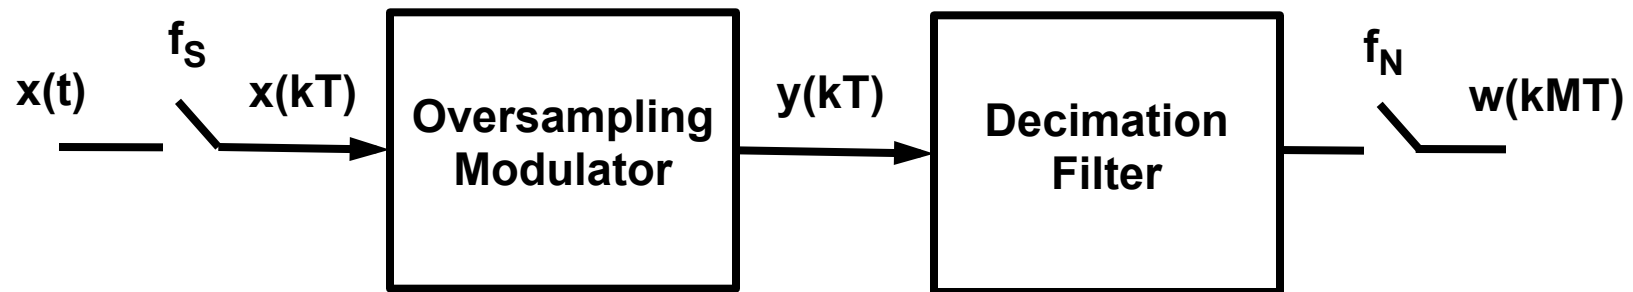 x(t)
f_S
x(kT)
Oversampling
Modulator
y(kT)
Decimation
Filter
f_N
w(kMT)